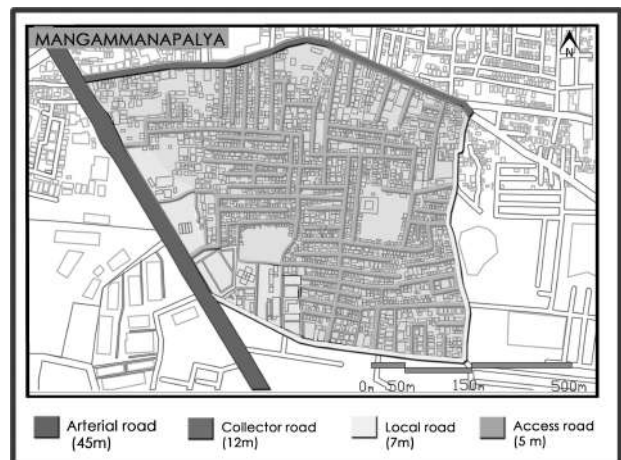 MANGAMMANAPALYA
N
0m 50m 150m 500m
Arterial road
(45m)
Collector road
(12m)
Local road
(7m)
Access road
(5 m)